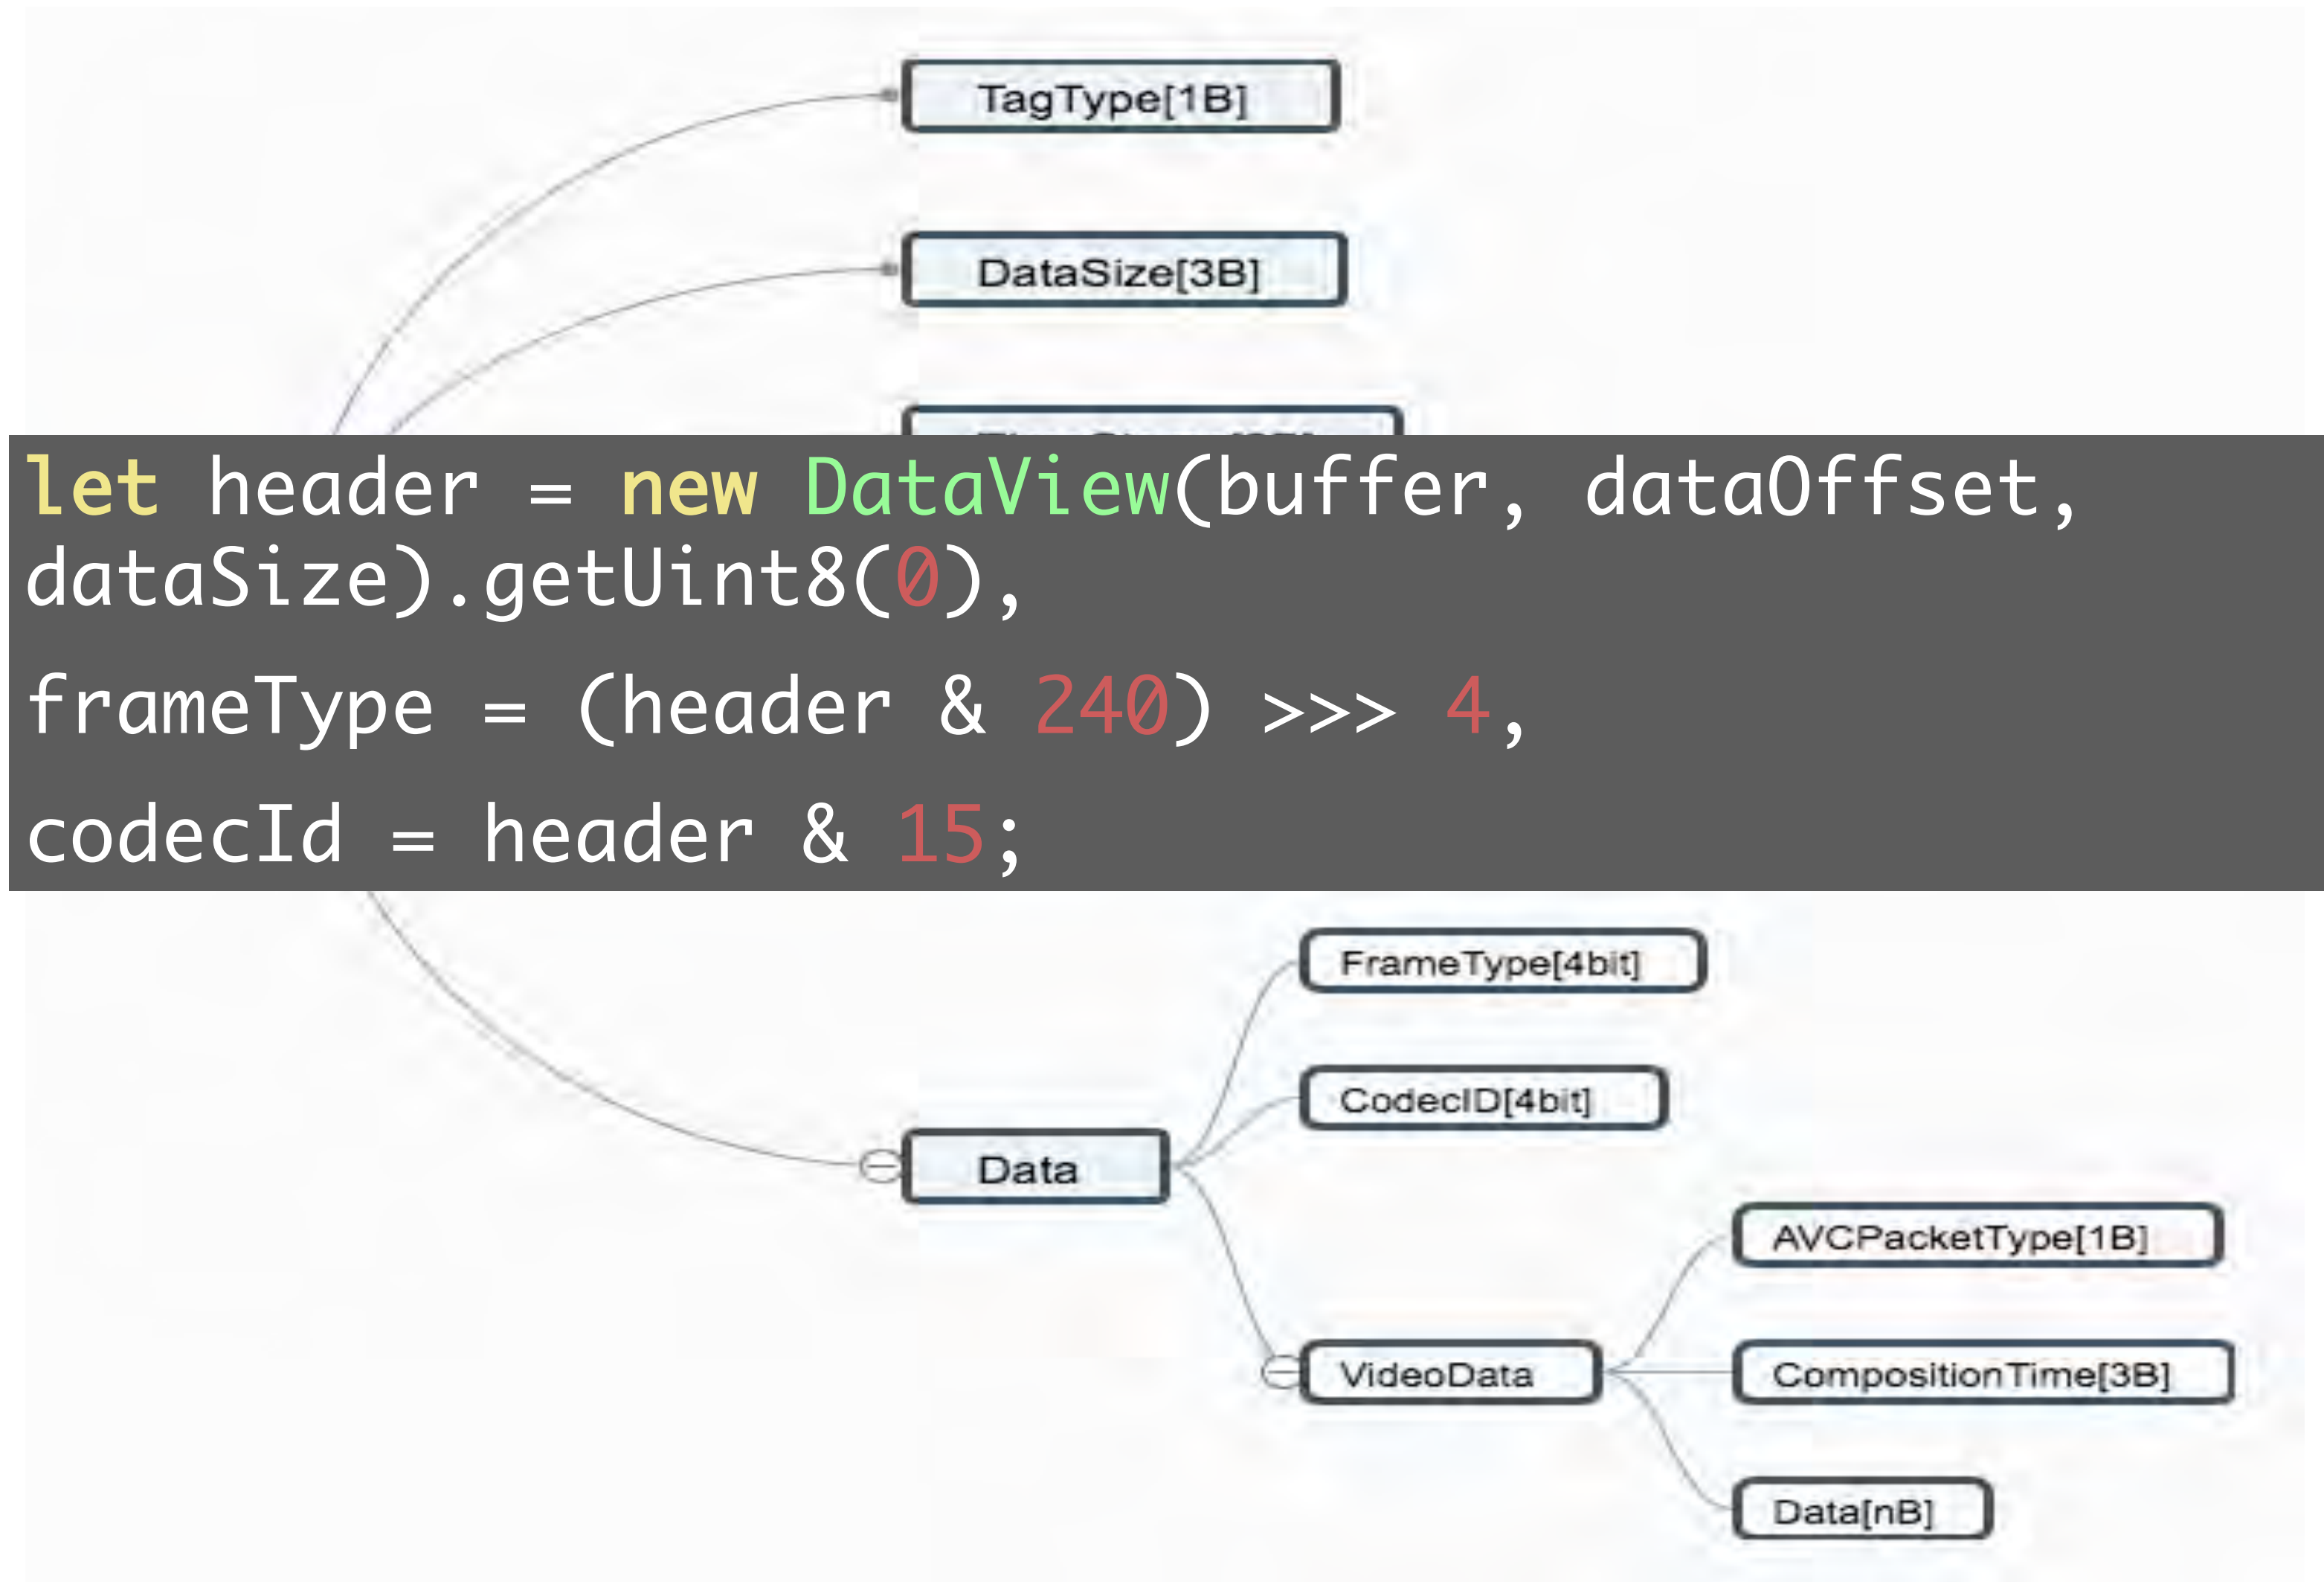 TagType[1B]
DataSize[3B]
let header = new DataView(buffer, dataOffset,
dataSize).getUint8(0),
frameType = (header & 240) >>> 4,
codecId = header & 15;
FrameType[4bit]
CodecID[4bit]
Data
AVCPacketType[1B]
VideoData
CompositionTime[3B]
Data[nB]